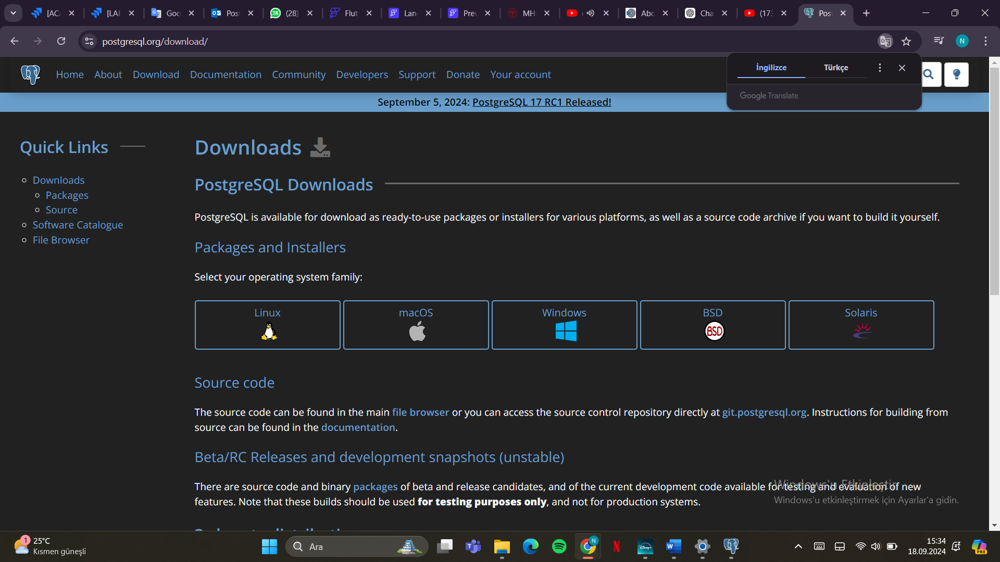 [AC
[LAE
Goo
Pos
(28)
Flut
Lan
Prev
MH
Abo
Cha
(173
Pos
postgresql.org/download/
Home About Download Documentation Community Developers Support Donate Your account
İngilizce Türkçe
Google Translate
September 5, 2024: PostgreSQL 17 RC1 Released!
Quick Links
Downloads
Packages
Source
Software Catalogue
File Browser
Downloads
PostgreSQL Downloads
PostgreSQL is available for download as ready-to-use packages or installers for various platforms, as well as a source code archive if you want to build it yourself.
Packages and Installers
Select your operating system family:
Linux
macOS
Windows
BSD
BSD
Solaris
Source code
The source code can be found in the main file browser or you can access the source control repository directly at git.postgresql.org. Instructions for building from
source can be found in the documentation.
Beta/RC Releases and development snapshots (unstable)
There are source code and binary packages of beta and release candidates, and of the current development code available for testing and evaluation of new
features. Note that these builds should be used for testing purposes only, and not for production systems.
Windows'u Etkinleştir
Windows'u etkinleştirmek için Ayarlar'a gidin.
1
25°C
Kısmen güneşli
Ara
N
Disney+
15:34
18.09.2024
PRE